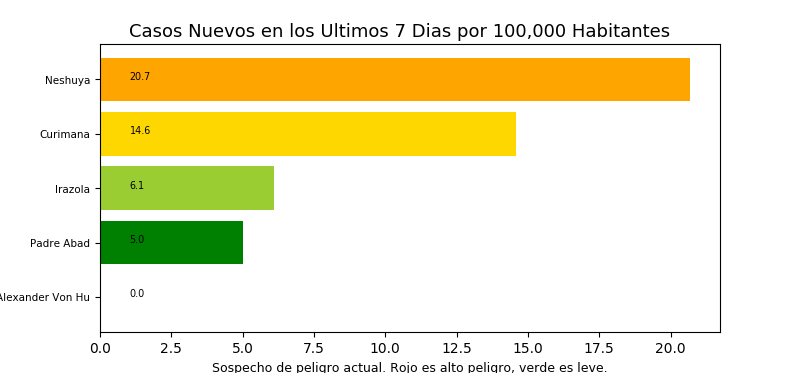 Casos Nuevos en los Ultimos 7 Dias por 100,000 Habitantes
Neshuya 20.7
Curimana 14.6
Irazola 6.1
Padre Abad 5.0
Alexander Von Hu 0.0
0.0 2.5 5.0 7.5 10.0 12.5 15.0 17.5 20.0
Sospecho de peligro actual. Rojo es alto peligro, verde es leve.